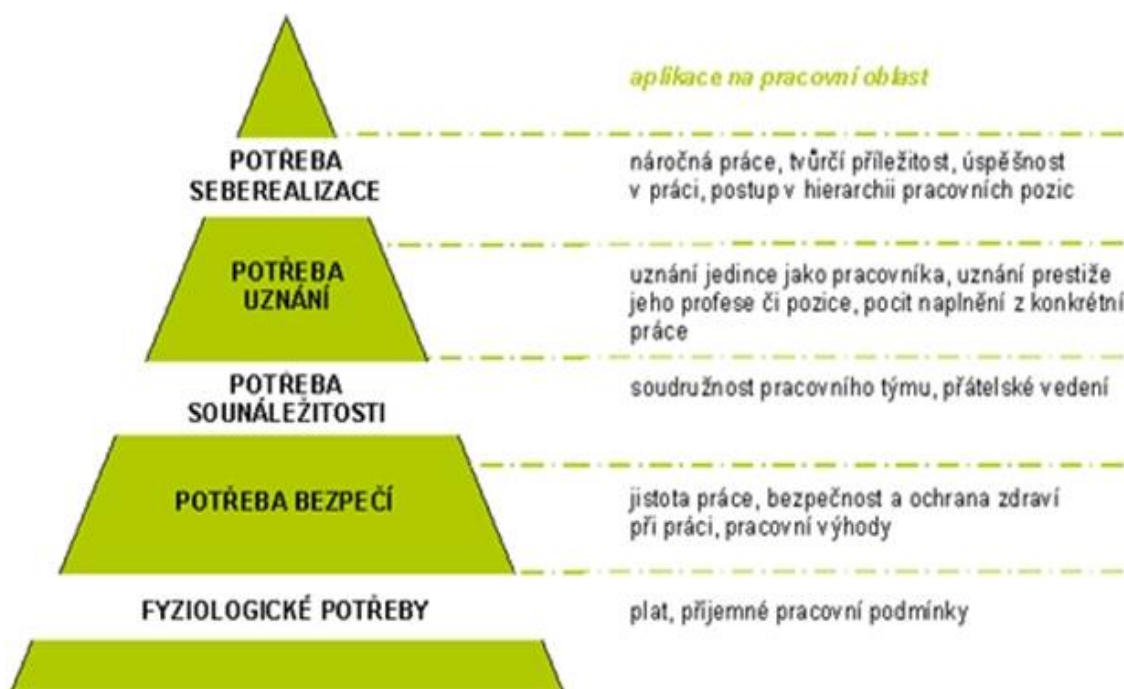 aplikace na pracovní oblast
POTŘEBA
SEBEREALIZACE
náročná práce, tvůrčí příležitost, úspěšnost
v práci, postup v hierarchii pracovních pozic
POTŘEBA
UZNÁNÍ
uznání jedince jako pracovníka, uznání prestiže
jeho profese či pozice, pocit naplnění z konkrétní
práce
POTŘEBA
SOUNÁLEŽITOSTI
soudružnost pracovního týmu, přátelské vedení
POTŘEBA BEZPEČÍ
jistota práce, bezpečnost a ochrana zdraví
při práci, pracovní výhody
FYZIOLOGICKÉ POTŘEBY
plat, příjemné pracovní podmínky